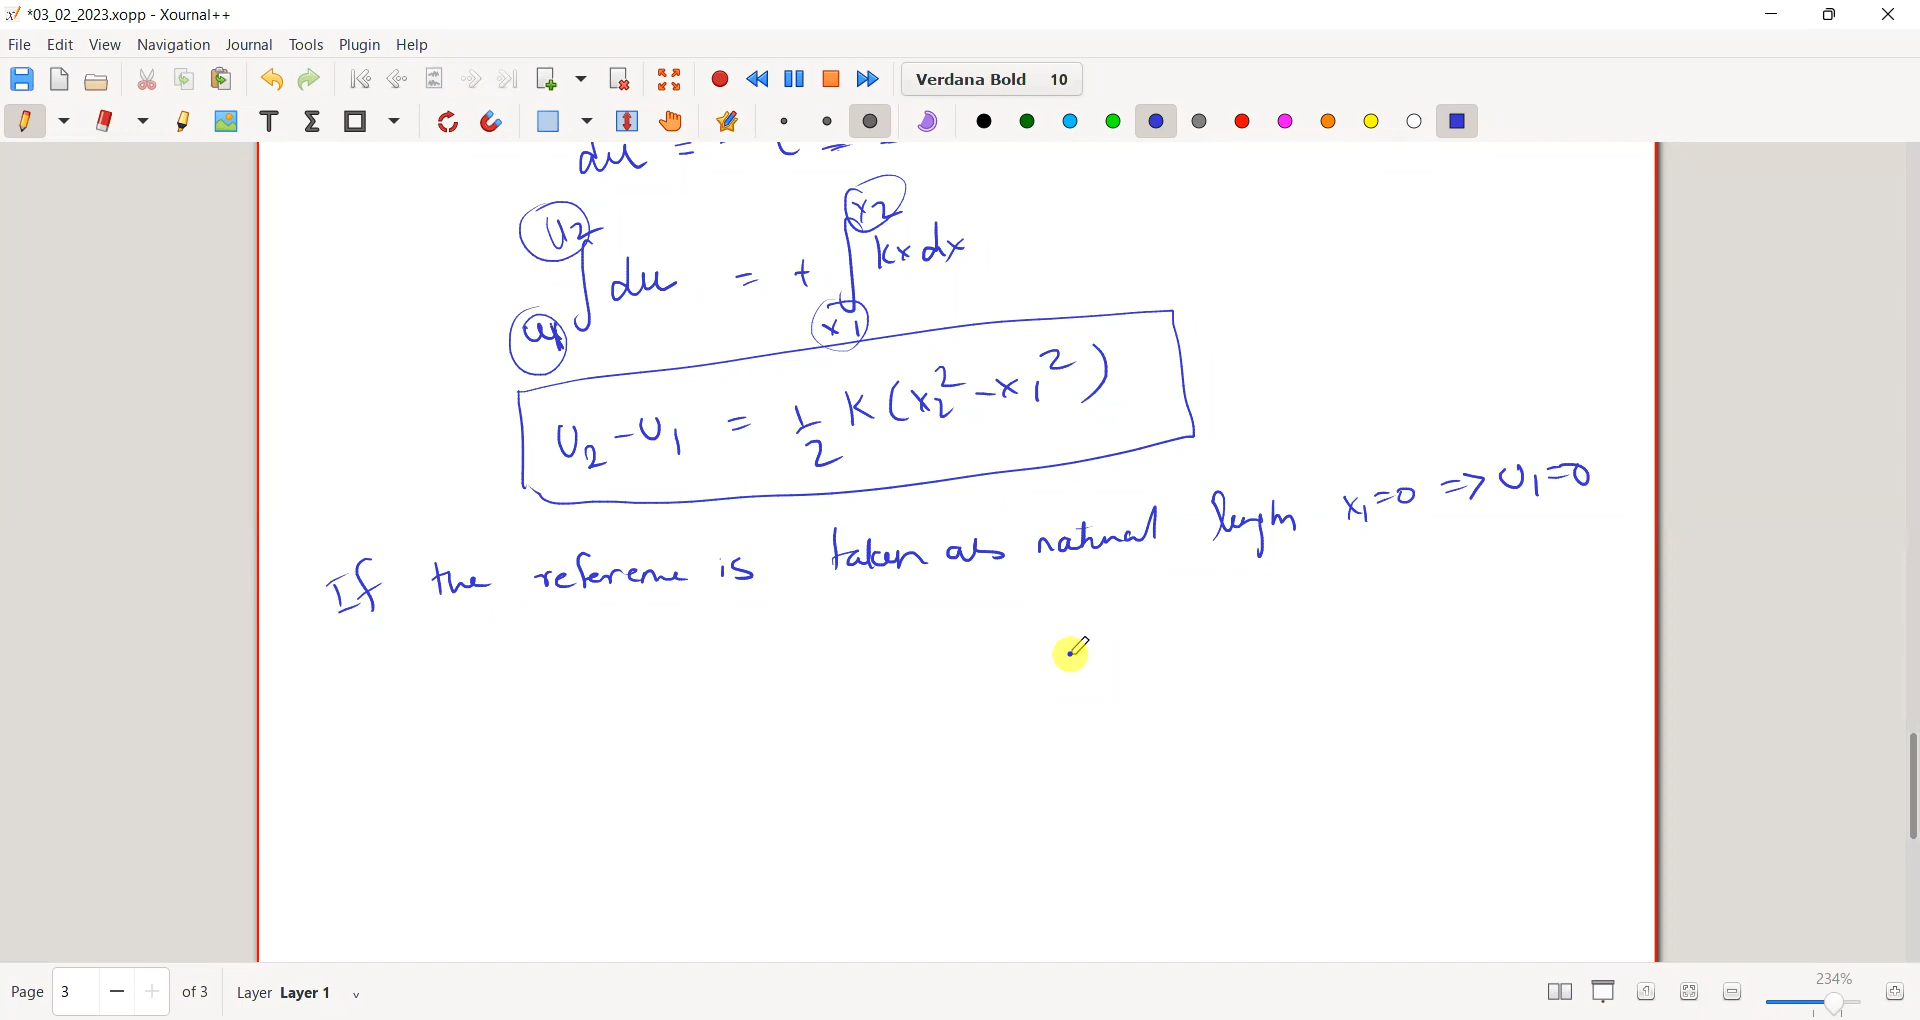 *03_02_2023.xopp - Xournal++
File Edit View Navigation Journal Tools Plugin Help
Verdana Bold 10
du =
∫_{U1}^{U2} du = + ∫_{x1}^{x2} kx dx
U2 - U1 = 1/2 K (x2² - x1²)
If the reference is taken as natural length x1=0 => U1=0
Page 3 of 3 Layer Layer 1 234%